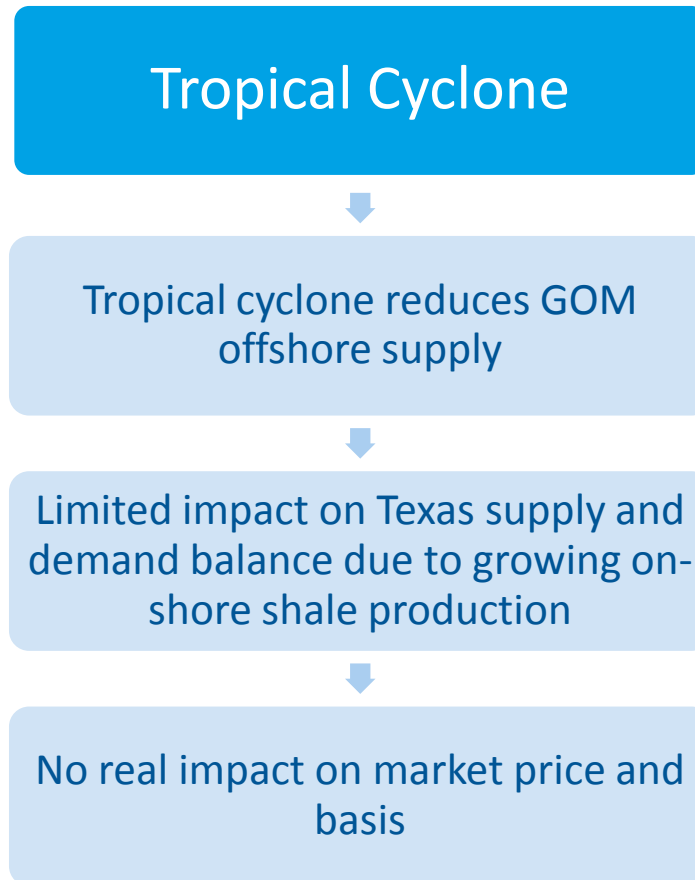 Tropical Cyclone
Tropical cyclone reduces GOM
offshore supply
Limited impact on Texas supply and
demand balance due to growing on-
shore shale production
No real impact on market price and
basis